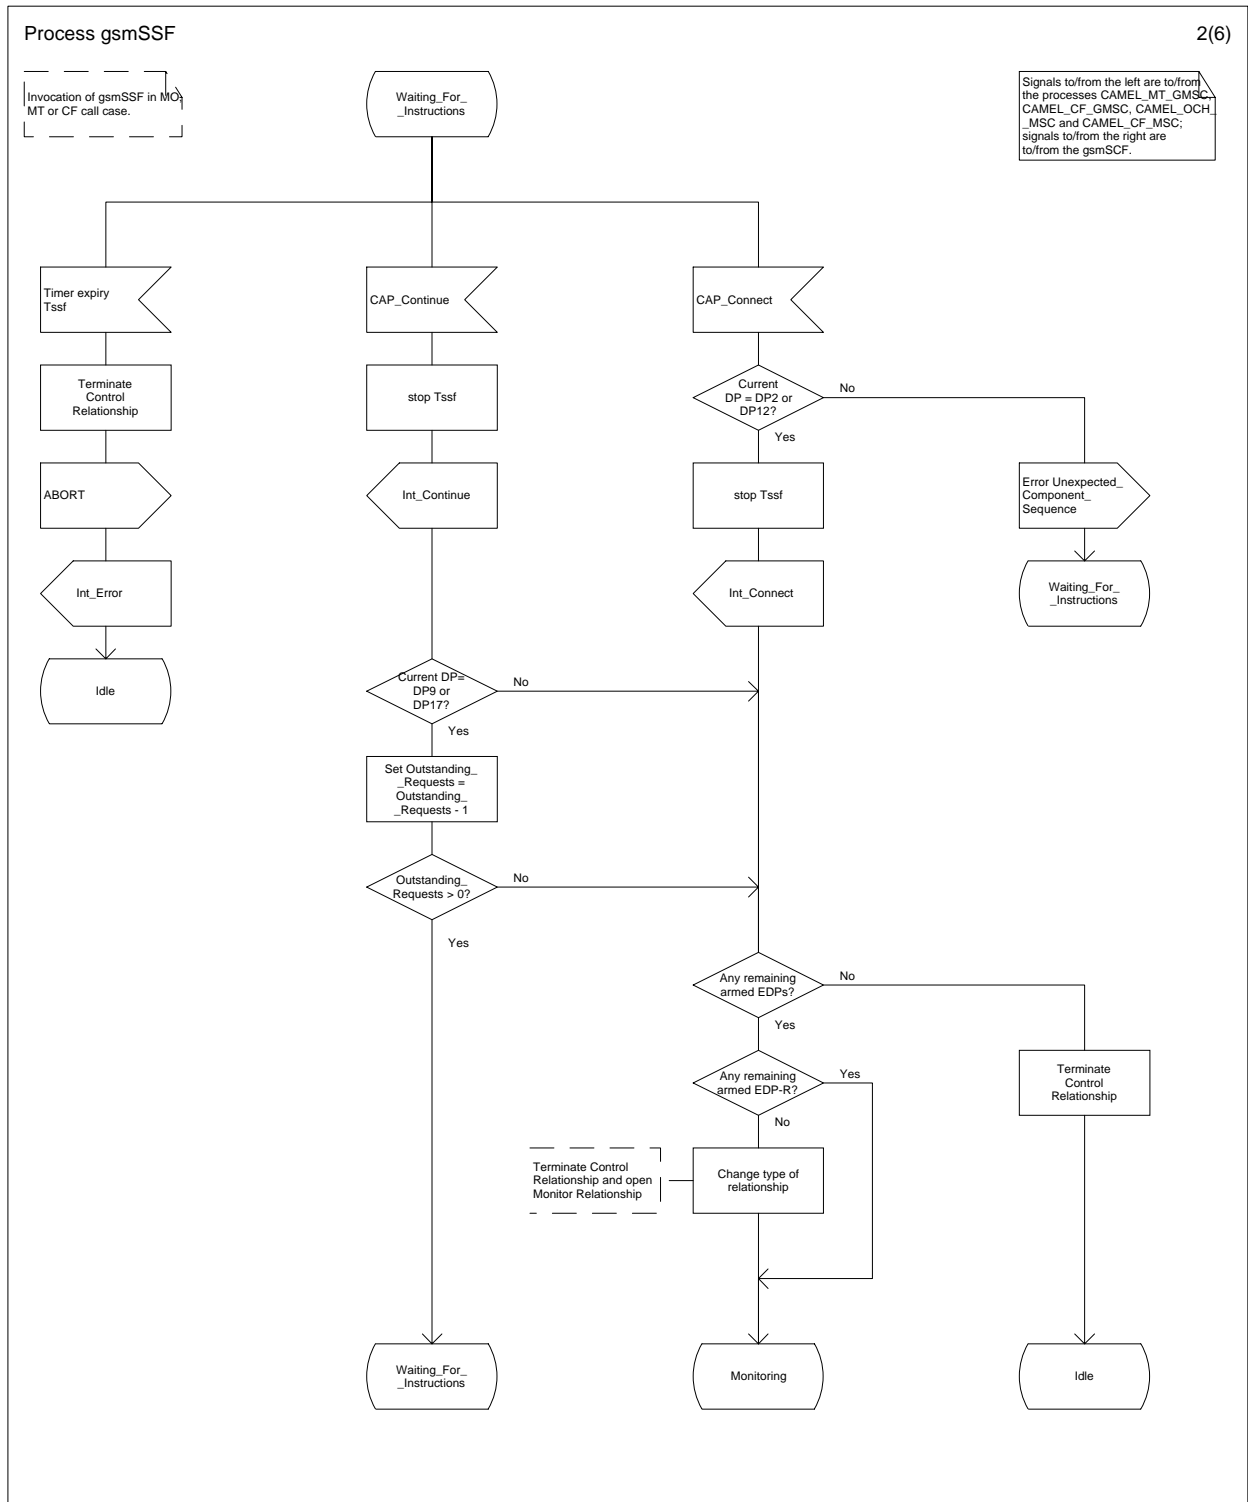 Process gsmSSF
2(6)
Invocation of gsmSSF in MO,
MT or CF call case.
Waiting_For_
_Instructions
Signals to/from the left are to/from
the processes CAMEL_MT_GMSC,
CAMEL_CF_GMSC, CAMEL_OCH_
_MSC and CAMEL_CF_MSC;
signals to/from the right are
to/from the gsmSCF.
Timer expiry
Tssf
CAP_Continue
CAP_Connect
Terminate
Control
Relationship
stop Tssf
Current
DP = DP2 or
DP12?
No
Yes
ABORT
Int_Continue
stop Tssf
Error Unexpected_
Component_
Sequence
Int_Error
Int_Connect
Waiting_For_
_Instructions
Idle
Current DP=
DP9 or
DP17?
No
Yes
Set Outstanding_
_Requests =
Outstanding_
_Requests - 1
Outstanding_
Requests > 0?
No
Yes
Any remaining
armed EDPs?
No
Yes
Any remaining
armed EDP-R?
Yes
No
Terminate
Control
Relationship
Terminate Control
Relationship and open
Monitor Relationship
Change type of
relationship
Waiting_For_
_Instructions
Monitoring
Idle